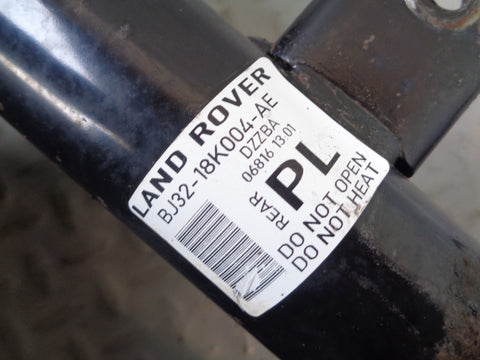 LAND ROVER
BJ32-18K004-AE
DZZBA
06816 13.01
REAR PL
DO NOT OPEN
DO NOT HEAT